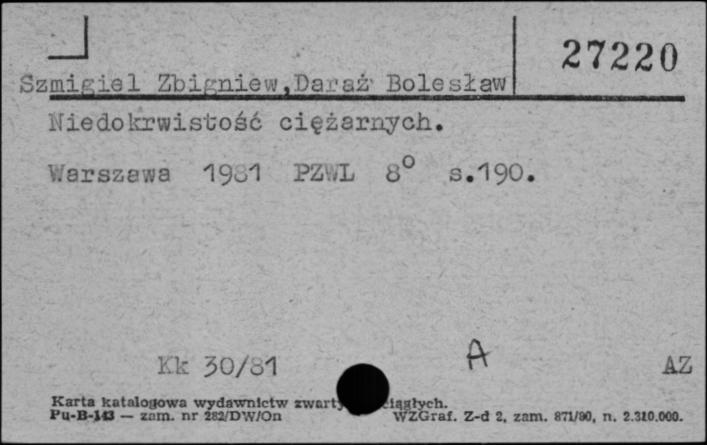 27220
Szmigiel Zbigniew,Daraż Bolesław
Niedokrwistość ciężarnych.
Warszawa 1981 PZWL 8° s.190.
Kk 30/81 A AZ
Karta katalogowa wydawnictw zwart ciągłych.
Pu-B-143 — zam. nr 282/DW/On WZGraf. Z-d 2, zam. 871/80, n. 2.310.000.